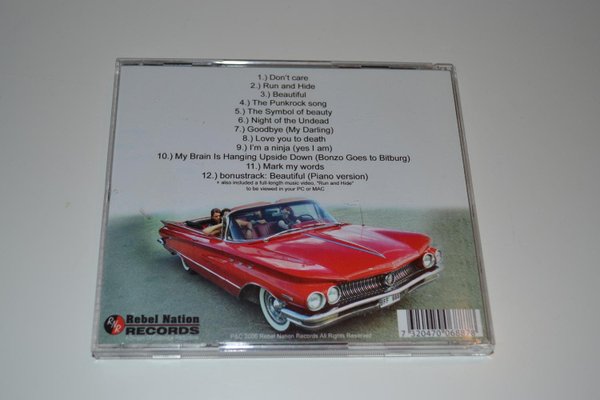 1.) Don't care
2.) Run and Hide
3.) Beautiful
4.) The Punkrock song
5.) The Symbol of beauty
6.) Night of the Undead
7.) Goodbye (My Darling)
8.) Love you to death
9.) I'm a ninja (yes I am)
10.) My Brain Is Hanging Upside Down (Bonzo Goes to Bitburg)
11.) Mark my words
12.) bonustrack: Beautiful (Piano version)
+ also included a full-length music video, "Run and Hide"
to be viewed in your PC or MAC
Rebel Nation
RECORDS
P&C 2006 Rebel Nation Records All Rights Reserved